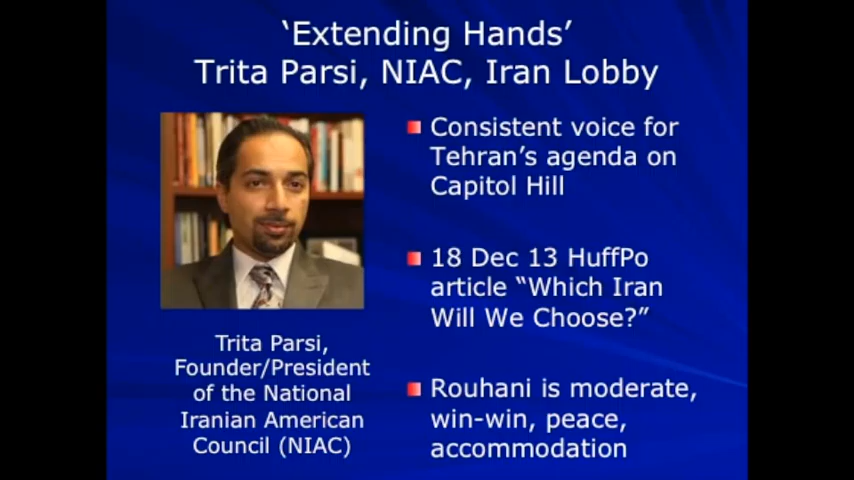 ‘Extending Hands’
Trita Parsi, NIAC, Iran Lobby
Consistent voice for
Tehran’s agenda on
Capitol Hill
18 Dec 13 HuffPo
article “Which Iran
Will We Choose?”
Rouhani is moderate,
win-win, peace,
accommodation
Trita Parsi,
Founder/President
of the National
Iranian American
Council (NIAC)